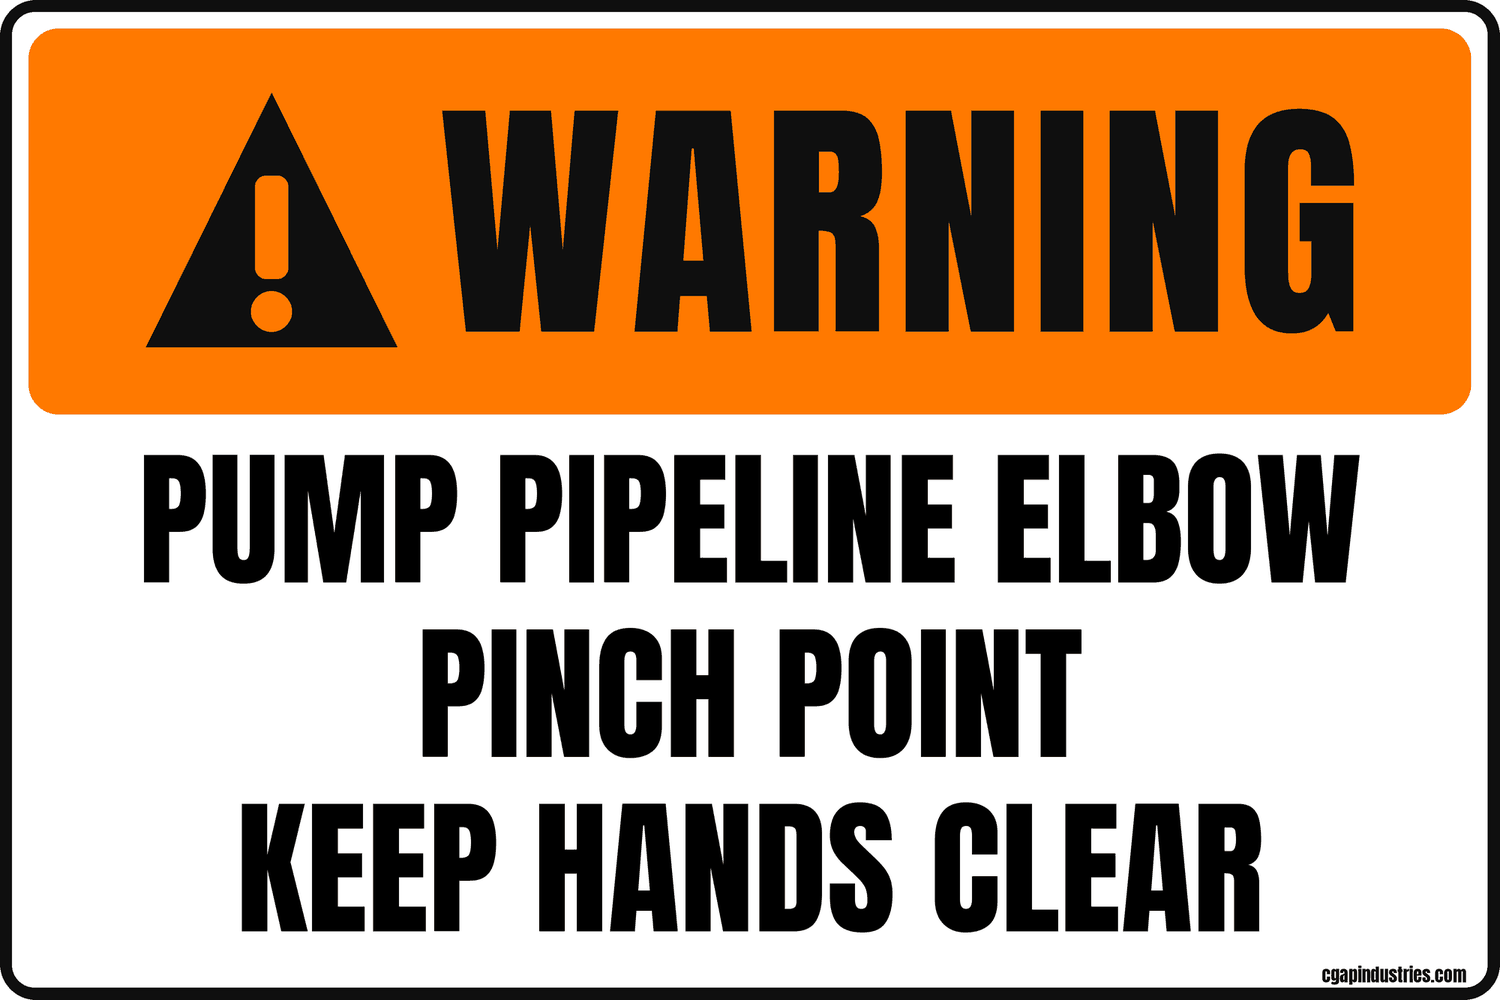 WARNING
PUMP PIPELINE ELBOW
PINCH POINT
KEEP HANDS CLEAR
cgapindustries.com